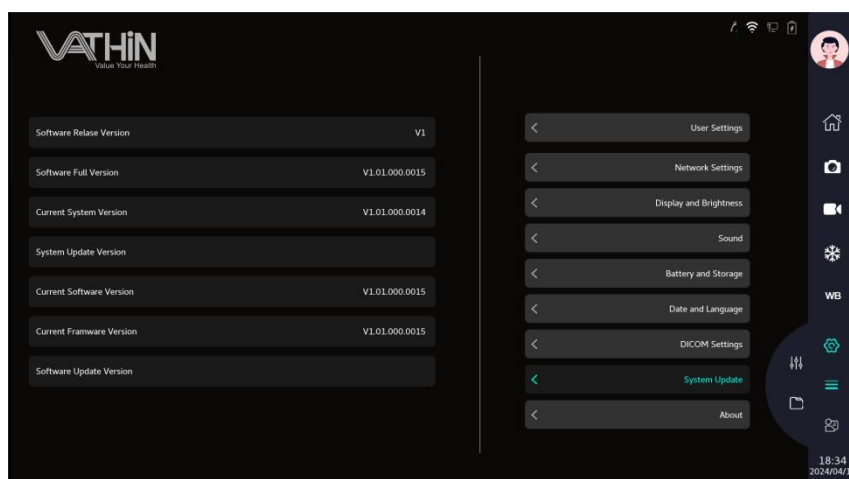 VATHiN
Value Your Health
Software Relase Version V1
Software Full Version V1.01.000.0015
Current System Version V1.01.000.0014
System Update Version
Current Software Version V1.01.000.0015
Current Framware Version V1.01.000.0015
Software Update Version
User Settings
Network Settings
Display and Brightness
Sound
Battery and Storage
Date and Language
DICOM Settings
System Update
About
WB
18:34
2024/04/1